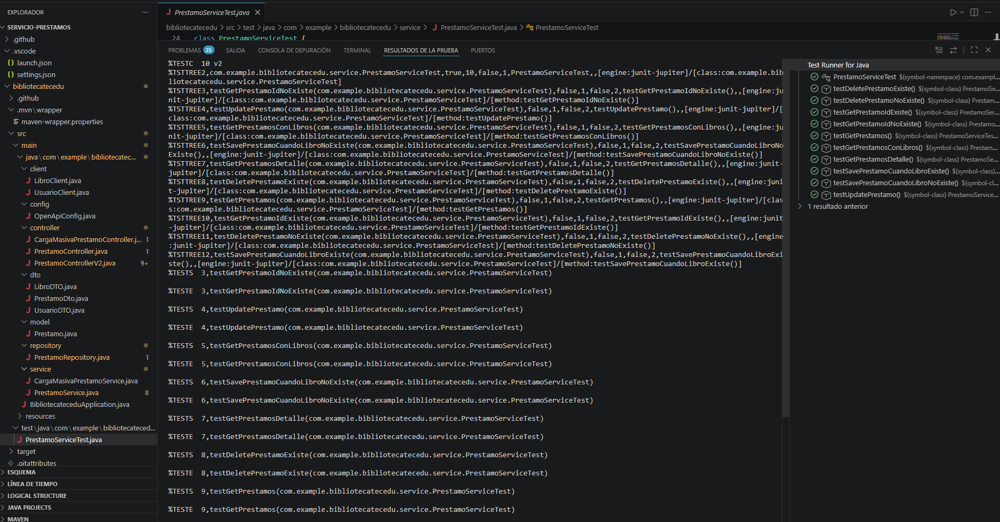 EXPLORADOR
SERVICIO-PRESTAMOS
.github
.vscode
launch.json
settings.json
bibliotecatecedu
.github
.mvn\wrapper
maven-wrapper.properties
src
main
java\com\example\bibliotecatec...
client
LibroClient.java
UsuarioClient.java
config
OpenApiConfig.java
controller
CargaMasivaPrestamoController.j... 1
PrestamoController.java 1
PrestamoControllerV2.java 9+
dto
LibroDTO.java
PrestamoDto.java
UsuarioDTO.java
model
Prestamo.java
repository
PrestamoRepository.java 1
service
CargaMasivaPrestamoService.java
PrestamoService.java 8
BibliotecateceduApplication.java
resources
test\java\com\example\bibliotecateced...
PrestamoServiceTest.java
target
.gitattributes
ESQUEMA
LÍNEA DE TIEMPO
LOGICAL STRUCTURE
JAVA PROJECTS
MAVEN
PrestamoServiceTest.java
bibliotecatecedu > src > test > java > com > example > bibliotecatecedu > service > PrestamoServiceTest.java > PrestamoServiceTest
24 class PrestamoServiceTest {
PROBLEMAS 25 SALIDA CONSOLA DE DEPURACIÓN TERMINAL RESULTADOS DE LA PRUEBA PUERTOS
%TESTC 10 v2
%TSTTREE2,com.example.bibliotecatecedu.service.PrestamoServiceTest,true,10,false,1,PrestamoServiceTest,,[engine:junit-jupiter]/[class:com.example.bib
liotecatecedu.service.PrestamoServiceTest]
%TSTTREE3,testGetPrestamoIdNoExiste(com.example.bibliotecatecedu.service.PrestamoServiceTest),false,1,false,2,testGetPrestamoIdNoExiste(),,[engine:ju
nit-jupiter]/[class:com.example.bibliotecatecedu.service.PrestamoServiceTest]/[method:testGetPrestamoIdNoExiste()]
%TSTTREE4,testUpdatePrestamo(com.example.bibliotecatecedu.service.PrestamoServiceTest),false,1,false,2,testUpdatePrestamo(),,[engine:junit-jupiter]/[
class:com.example.bibliotecatecedu.service.PrestamoServiceTest]/[method:testUpdatePrestamo()]
%TSTTREE5,testGetPrestamosConLibros(com.example.bibliotecatecedu.service.PrestamoServiceTest),false,1,false,2,testGetPrestamosConLibros(),,[engine:ju
nit-jupiter]/[class:com.example.bibliotecatecedu.service.PrestamoServiceTest]/[method:testGetPrestamosConLibros()]
%TSTTREE6,testSavePrestamoCuandoLibroNoExiste(com.example.bibliotecatecedu.service.PrestamoServiceTest),false,1,false,2,testSavePrestamoCuandoLibroNo
Existe(),,[engine:junit-jupiter]/[class:com.example.bibliotecatecedu.service.PrestamoServiceTest]/[method:testSavePrestamoCuandoLibroNoExiste()]
%TSTTREE7,testGetPrestamosDetalle(com.example.bibliotecatecedu.service.PrestamoServiceTest),false,1,false,2,testGetPrestamosDetalle(),,[engine:junit-
jupiter]/[class:com.example.bibliotecatecedu.service.PrestamoServiceTest]/[method:testGetPrestamosDetalle()]
%TSTTREE8,testDeletePrestamoExiste(com.example.bibliotecatecedu.service.PrestamoServiceTest),false,1,false,2,testDeletePrestamoExiste(),,[engine:juni
t-jupiter]/[class:com.example.bibliotecatecedu.service.PrestamoServiceTest]/[method:testDeletePrestamoExiste()]
%TSTTREE9,testGetPrestamos(com.example.bibliotecatecedu.service.PrestamoServiceTest),false,1,false,2,testGetPrestamos(),,[engine:junit-jupiter]/[clas
s:com.example.bibliotecatecedu.service.PrestamoServiceTest]/[method:testGetPrestamos()]
%TSTTREE10,testGetPrestamoIdExiste(com.example.bibliotecatecedu.service.PrestamoServiceTest),false,1,false,2,testGetPrestamoIdExiste(),,[engine:junit
-jupiter]/[class:com.example.bibliotecatecedu.service.PrestamoServiceTest]/[method:testGetPrestamoIdExiste()]
%TSTTREE11,testDeletePrestamoNoExiste(com.example.bibliotecatecedu.service.PrestamoServiceTest),false,1,false,2,testDeletePrestamoNoExiste(),,[engine
:junit-jupiter]/[class:com.example.bibliotecatecedu.service.PrestamoServiceTest]/[method:testDeletePrestamoNoExiste()]
%TSTTREE12,testSavePrestamoCuandoLibroExiste(com.example.bibliotecatecedu.service.PrestamoServiceTest),false,1,false,2,testSavePrestamoCuandoLibroExi
ste(),,[engine:junit-jupiter]/[class:com.example.bibliotecatecedu.service.PrestamoServiceTest]/[method:testSavePrestamoCuandoLibroExiste()]
%TESTS 3,testGetPrestamoIdNoExiste(com.example.bibliotecatecedu.service.PrestamoServiceTest)
%TESTE 3,testGetPrestamoIdNoExiste(com.example.bibliotecatecedu.service.PrestamoServiceTest)
%TESTS 4,testUpdatePrestamo(com.example.bibliotecatecedu.service.PrestamoServiceTest)
%TESTE 4,testUpdatePrestamo(com.example.bibliotecatecedu.service.PrestamoServiceTest)
%TESTS 5,testGetPrestamosConLibros(com.example.bibliotecatecedu.service.PrestamoServiceTest)
%TESTE 5,testGetPrestamosConLibros(com.example.bibliotecatecedu.service.PrestamoServiceTest)
%TESTS 6,testSavePrestamoCuandoLibroNoExiste(com.example.bibliotecatecedu.service.PrestamoServiceTest)
%TESTE 6,testSavePrestamoCuandoLibroNoExiste(com.example.bibliotecatecedu.service.PrestamoServiceTest)
%TESTS 7,testGetPrestamosDetalle(com.example.bibliotecatecedu.service.PrestamoServiceTest)
%TESTE 7,testGetPrestamosDetalle(com.example.bibliotecatecedu.service.PrestamoServiceTest)
%TESTS 8,testDeletePrestamoExiste(com.example.bibliotecatecedu.service.PrestamoServiceTest)
%TESTE 8,testDeletePrestamoExiste(com.example.bibliotecatecedu.service.PrestamoServiceTest)
%TESTS 9,testGetPrestamos(com.example.bibliotecatecedu.service.PrestamoServiceTest)
%TESTE 9,testGetPrestamos(com.example.bibliotecatecedu.service.PrestamoServiceTest)
Test Runner for Java
PrestamoServiceTest $(symbol-namespace) com.exampl...
testDeletePrestamoExiste() $(symbol-class) PrestamoSe...
testDeletePrestamoNoExiste() $(symbol-class) Prestam...
testGetPrestamoIdExiste() $(symbol-class) PrestamoSer...
testGetPrestamoIdNoExiste() $(symbol-class) Prestamo...
testGetPrestamos() $(symbol-class) PrestamoServiceTes...
testGetPrestamosConLibros() $(symbol-class) Prestam...
testGetPrestamosDetalle() $(symbol-class) PrestamoSe...
testSavePrestamoCuandoLibroExiste() $(symbol-class)...
testSavePrestamoCuandoLibroNoExiste() $(symbol-cl...
testUpdatePrestamo() $(symbol-class) PrestamoService...
1 resultado anterior